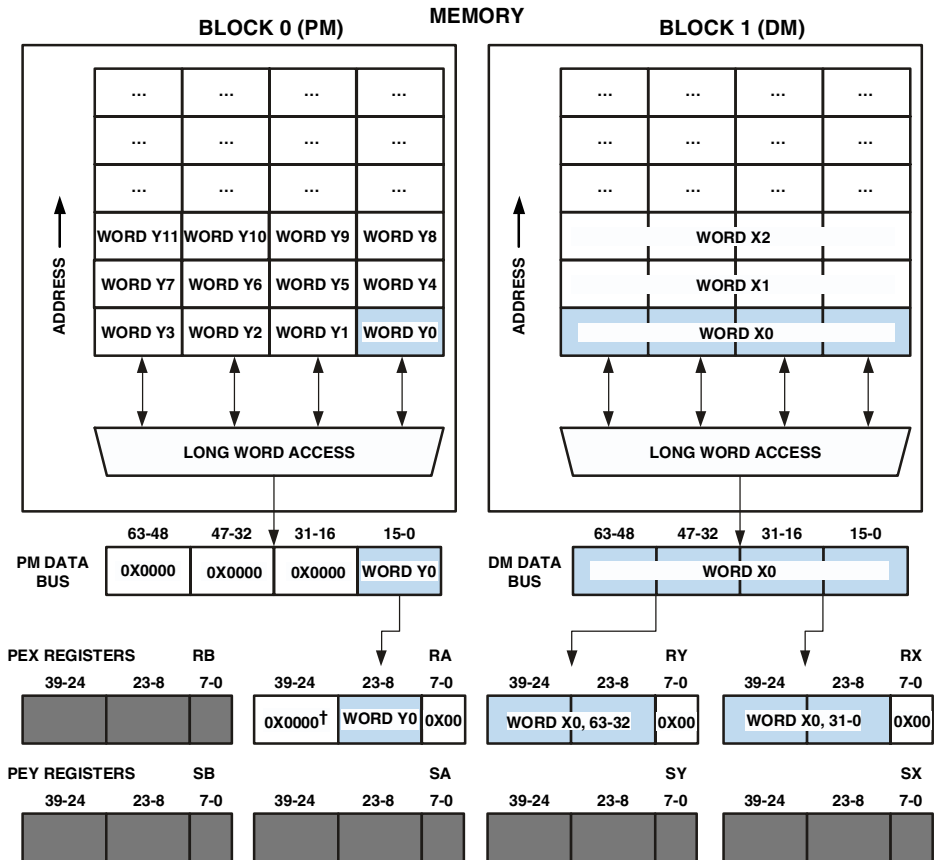 MEMORY
BLOCK 0 (PM) BLOCK 1 (DM)
... ... ... ... ... ... ... ...
... ... ... ... ... ... ... ...
... ... ... ... ... ... ... ...
WORD Y11 WORD Y10 WORD Y9 WORD Y8 WORD X2
WORD Y7 WORD Y6 WORD Y5 WORD Y4 WORD X1
WORD Y3 WORD Y2 WORD Y1 WORD Y0 WORD X0
ADDRESS ADDRESS
LONG WORD ACCESS LONG WORD ACCESS
63-48 47-32 31-16 15-0 63-48 47-32 31-16 15-0
PM DATA BUS 0X0000 0X0000 0X0000 WORD Y0 DM DATA BUS WORD X0
PEX REGISTERS RB RA RY RX
39-24 23-8 7-0 39-24 23-8 7-0 39-24 23-8 7-0 39-24 23-8 7-0
0X0000† WORD Y0 0X00 WORD X0, 63-32 0X00 WORD X0, 31-0 0X00
PEY REGISTERS SB SA SY SX
39-24 23-8 7-0 39-24 23-8 7-0 39-24 23-8 7-0 39-24 23-8 7-0